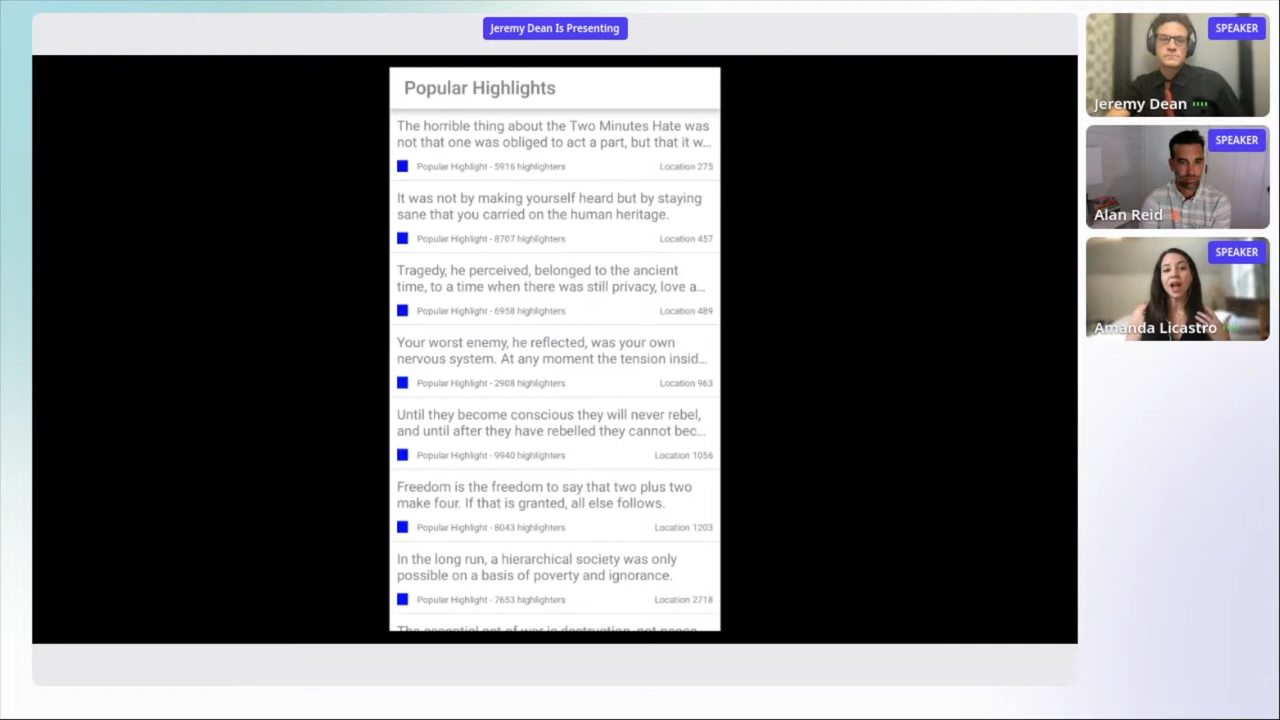 Jeremy Dean Is Presenting
Popular Highlights
The horrible thing about the Two Minutes Hate was
not that one was obliged to act a part, but that it w...
Popular Highlight - 5916 highlighters Location 275
It was not by making yourself heard but by staying
sane that you carried on the human heritage.
Popular Highlight - 8707 highlighters Location 457
Tragedy, he perceived, belonged to the ancient
time, to a time when there was still privacy, love a...
Popular Highlight - 6958 highlighters Location 489
Your worst enemy, he reflected, was your own
nervous system. At any moment the tension insid...
Popular Highlight - 2908 highlighters Location 963
Until they become conscious they will never rebel,
and until after they have rebelled they cannot bec...
Popular Highlight - 9940 highlighters Location 1056
Freedom is the freedom to say that two plus two
make four. If that is granted, all else follows.
Popular Highlight - 8043 highlighters Location 1203
In the long run, a hierarchical society was only
possible on a basis of poverty and ignorance.
Popular Highlight - 7653 highlighters Location 2718
The essential act of war is destruction, not peace
SPEAKER
Jeremy Dean
SPEAKER
Alan Reid
SPEAKER
Amanda Licastro